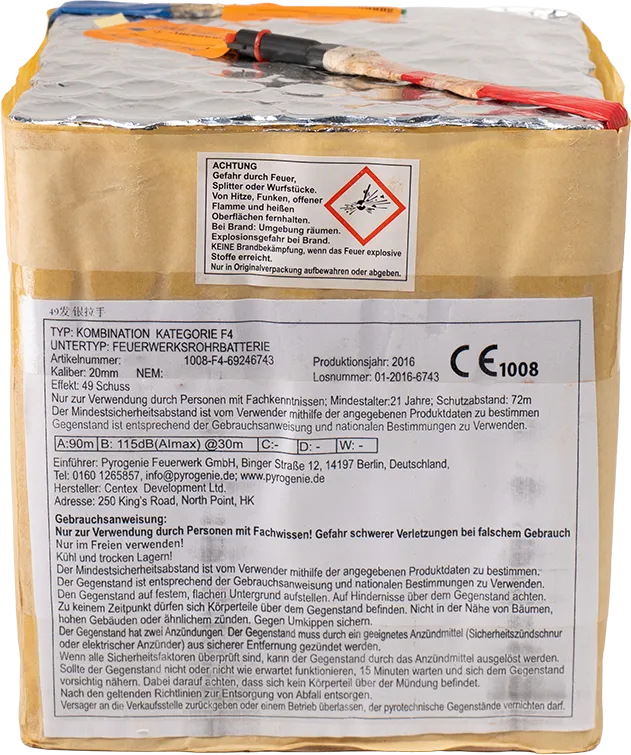 ACHTUNG
Gefahr durch Feuer,
Splitter oder Wurfstücke.
Von Hitze, Funken, offener
Flamme und heißen
Oberflächen fernhalten.
Bei Brand: Umgebung räumen.
Explosionsgefahr bei Brand.
KEINE Brandbekämpfung, wenn das Feuer explosive
Stoffe erreicht.
Nur in Originalverpackung aufbewahren oder abgeben.
49发 银拉手
TYP: KOMBINATION KATEGORIE F4
UNTERTYP: FEUERWERKSROHRBATTERIE
Artikelnummer: 1008-F4-69246743
Kaliber: 20mm NEM:
Effekt: 49 Schuss
Produktionsjahr: 2016
Losnummer: 01-2016-6743
CE 1008
Nur zur Verwendung durch Personen mit Fachkenntnissen; Mindestalter:21 Jahre; Schutzabstand: 72m
Der Mindestsicherheitsabstand ist vom Verwender mithilfe der angegebenen Produktdaten zu bestimmen
Gegenstand ist entsprechend der Gebrauchsanweisung und nationalen Bestimmungen zu Verwenden.
A:90m B: 115dB(AImax) @30m C:- D: - W: -
Einführer: Pyrogenie Feuerwerk GmbH, Binger Straße 12, 14197 Berlin, Deutschland,
Tel: 0160 1265857, info@pyrogenie.de; www.pyrogenie.de
Hersteller: Centex Development Ltd.
Adresse: 250 King's Road, North Point, HK
Gebrauchsanweisung:
Nur zur Verwendung durch Personen mit Fachwissen! Gefahr schwerer Verletzungen bei falschem Gebrauch
Nur im Freien verwenden!
Kühl und trocken Lagern!
Der Mindestsicherheitsabstand ist vom Verwender mithilfe der angegebenen Produktdaten zu bestimmen.
Der Gegenstand ist entsprechend der Gebrauchsanweisung und nationalen Bestimmungen zu Verwenden.
Den Gegenstand auf festem, flachen Untergrund aufstellen. Auf Hindernisse über dem Gegenstand achten.
Zu keinem Zeitpunkt dürfen sich Körperteile über dem Gegenstand befinden. Nicht in der Nähe von Bäumen,
hohen Gebäuden oder ähnlichem zünden. Gegen Umkippen sichern.
Der Gegenstand hat zwei Anzündungen. Der Gegenstand muss durch ein geeignetes Anzündmittel (Sicherheitszündschnur
oder elektrischer Anzünder) aus sicherer Entfernung gezündet werden.
Wenn alle Sicherheitsfaktoren überprüft sind, kann der Gegenstand durch das Anzündmittel ausgelöst werden.
Sollte der Gegenstand nicht oder nicht wie erwartet funktionieren, 15 Minuten warten und sich dem Gegenstand
vorsichtig nähern. Dabei darauf achten, dass sich kein Körperteil über der Mündung befindet.
Nach den geltenden Richtlinien zur Entsorgung von Abfall entsorgen.
Versager an die Verkaufsstelle zurückgeben oder einem Betrieb überlassen, der pyrotechnische Gegenstände vernichten darf.